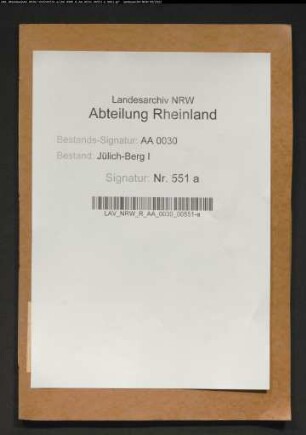 Landesarchiv NRW
Abteilung Rheinland
Bestands-Signatur: AA 0030
Bestand: Jülich-Berg I
Signatur: Nr. 551 a
LAV_NRW_R_AA_0030_00551-a